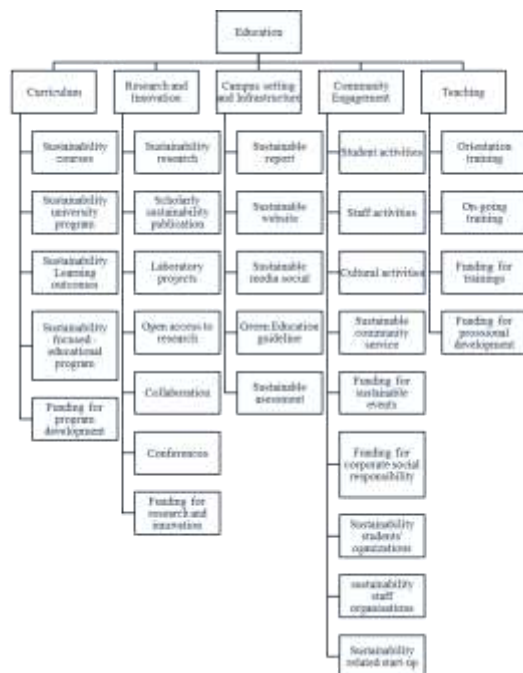 Education
Curriculum
Sustainability
courses
Sustainability
university
program
Sustainability
Learning
outcomes
Sustainability
focused -
educational
program
Funding for
program
development
Research and
Innovation
Sustainability
research
Scholarly
sustainability
publication
Laboratory
projects
Open access to
research
Collaboration
Conferences
Funding for
research and
innovation
Campus setting
and Infrastructure
Sustainable
report
Sustainable
website
Sustainable
media social
Green Education
guideline
Sustainable
Community
Engagement
Student activities
Staff activities
Cultural activities
Sustainable
community
service
Funding for
sustainable
events
Funding for
corporate social
responsibility
Sustainability
students'
sustainability
staff
organisations
Sustainability
related start-up
Teaching
Orientation
training
On-going
training
Funding for
trainings
Funding for
development